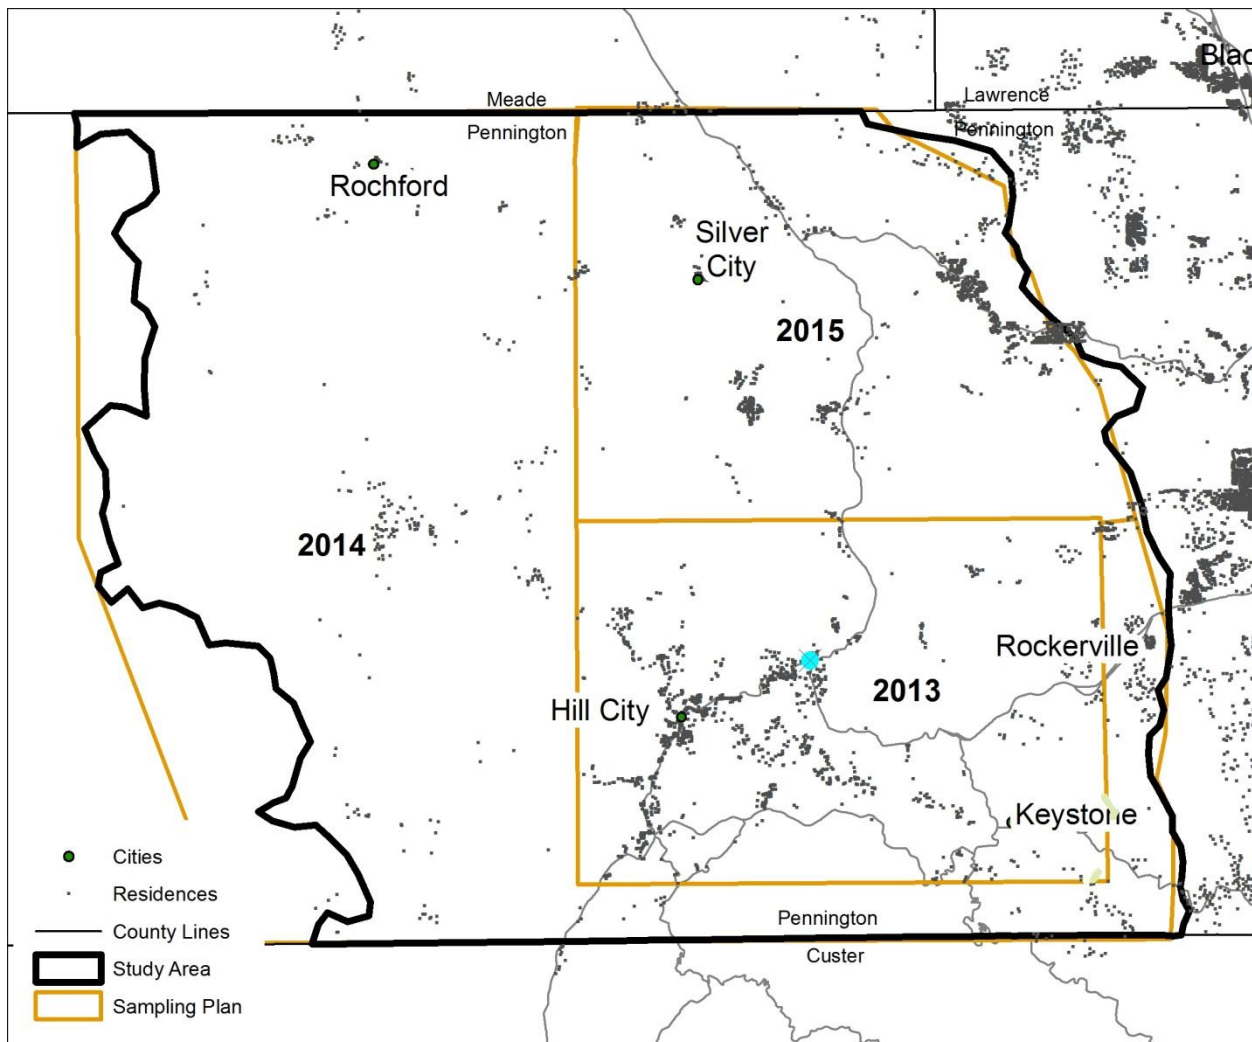 Blac
Meade
Lawrence
Pennington
Pennington
Rochford
Silver
City
2015
2014
Rockerville
2013
Hill City
Keystone
Cities
Residences
Pennington
County Lines
Custer
Study Area
Sampling Plan